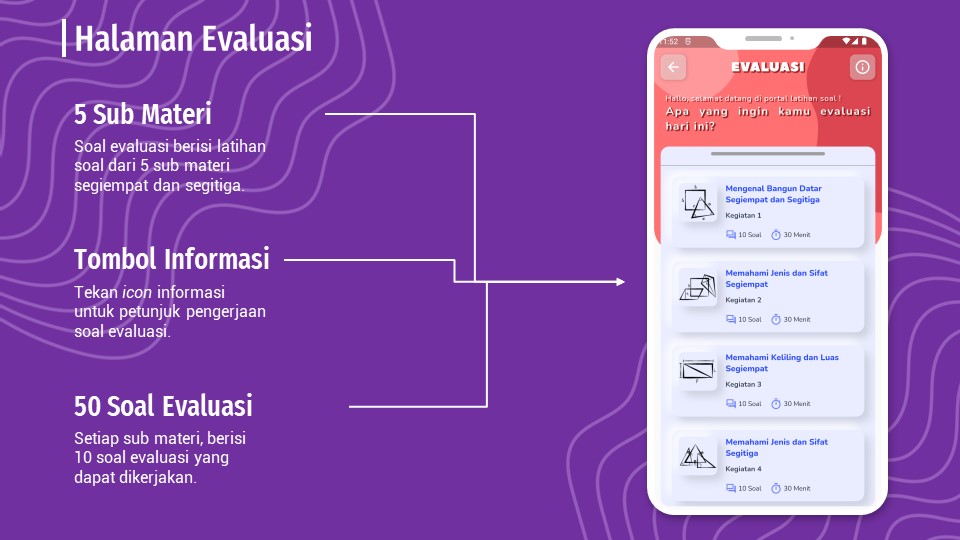 Halaman Evaluasi
5 Sub Materi
Soal evaluasi berisi latihan
soal dari 5 sub materi
segiempat dan segitiga.
Tombol Informasi
Tekan icon informasi
untuk petunjuk pengerjaan
soal evaluasi.
50 Soal Evaluasi
Setiap sub materi, berisi
10 soal evaluasi yang
dapat dikerjakan.
11:52
EVALUASI
Hallo, selamat datang di portal latihan soal !
Apa yang ingin kamu evaluasi
hari ini?
Mengenal Bangun Datar
Segiempat dan Segitiga
Kegiatan 1
10 Soal 30 Menit
Memahami Jenis dan Sifat
Segiempat
Kegiatan 2
10 Soal 30 Menit
Memahami Keliling dan Luas
Segiempat
Kegiatan 3
10 Soal 30 Menit
Memahami Jenis dan Sifat
Segitiga
Kegiatan 4
10 Soal 30 Menit